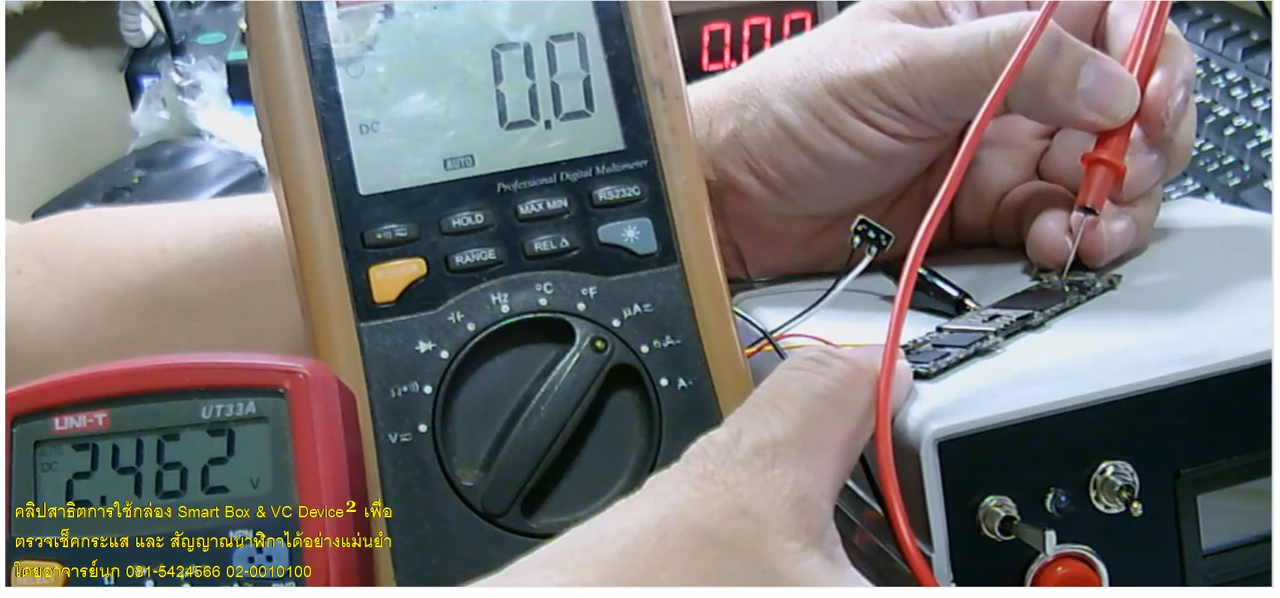 0.0
0.0.0
DC
AUTO
Professional Digital Multimeter
HOLD
MAX MIN
RS232C
RANGE
REL Δ
Hz
°C
°F
µA
A
V
UNI-T
UT33A
DC
2.462
V
คลิปสาธิตการใช้กล่อง Smart Box & VC Device² เพื่อ
ตรวจเช็คกระแส และ สัญญาณนาฬิกาได้อย่างแม่นยำ
โดยอาจารย์นก 081-5424566 02-0010100